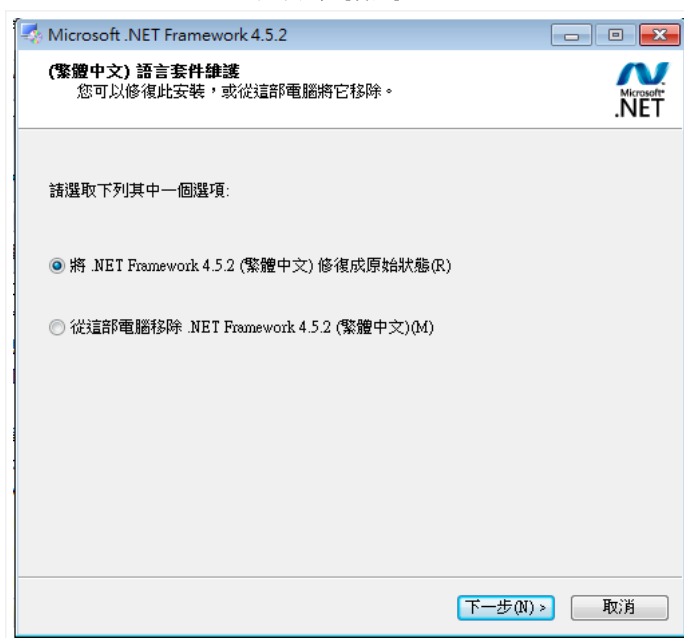 Microsoft .NET Framework 4.5.2
(繁體中文) 語言套件維護
您可以修復此安裝，或從這部電腦將它移除。
Microsoft®
.NET
請選取下列其中一個選項:
將 .NET Framework 4.5.2 (繁體中文) 修復成原始狀態(R)
從這部電腦移除 .NET Framework 4.5.2 (繁體中文)(M)
下一步(N) >
取消